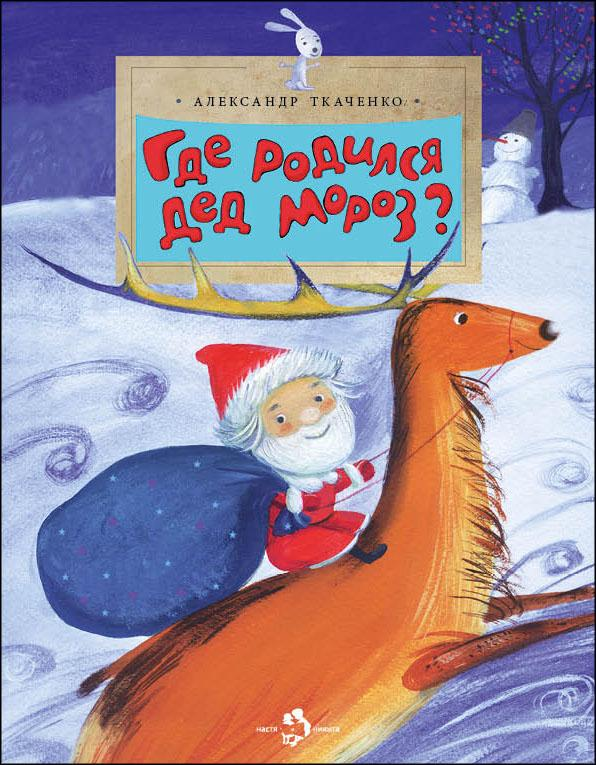 • АЛЕКСАНДР ТКАЧЕНКО •
Где родился
Дед Мороз?
настя никита